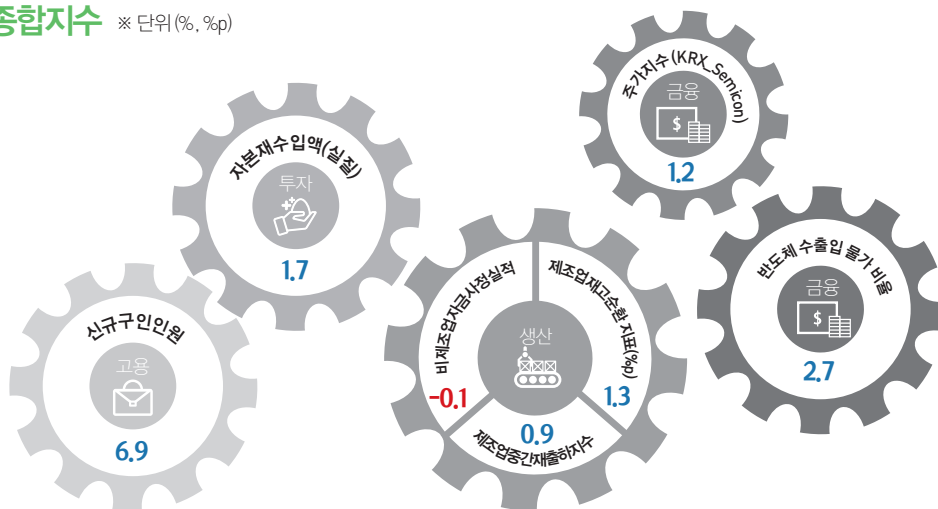 종합지수 ※ 단위(%, %p)
주가지수(KRX_Semicon)
금융
$
1.2
자본재수입액(실질)
투자
1.7
반도체 수출입 물가 비율
금융
$
2.7
비제조업자금사정실적
-0.1
제조업재고순환 지표(%p)
1.3
생산
0.9
제조업중간재출하지수
신규구인인원
고용
6.9